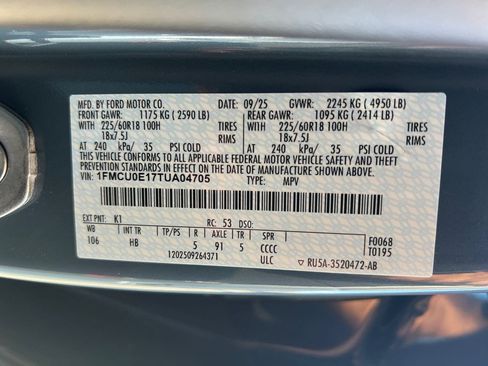 MFD. BY FORD MOTOR CO. DATE: 09/25 GVWR: 2245 KG ( 4950 LB)
FRONT GAWR: 1175 KG ( 2590 LB) REAR GAWR: 1095 KG ( 2414 LB)
WITH 225/60R18 100H TIRES WITH 225/60R18 100H TIRES
18x7.5J RIMS 18x7.5J RIMS
AT 240 kPa/ 35 PSI COLD AT 240 kPa/ 35 PSI COLD
THIS VEHICLE CONFORMS TO ALL APPLICABLE FEDERAL MOTOR VEHICLE SAFETY AND THEFT
PREVENTION STANDARDS IN EFFECT ON THE DATE OF MANUFACTURE SHOWN ABOVE.
VIN: 1FMCU0E17TUA04705 TYPE: MPV
EXT PNT: K1 RC: 53 DSO:
WB INT TR TP/PS R AXLE TR F0068
106 HB 5 91 5 CCCC T0195
1202509264371 ULC ▽ RU5A-3520472-AB